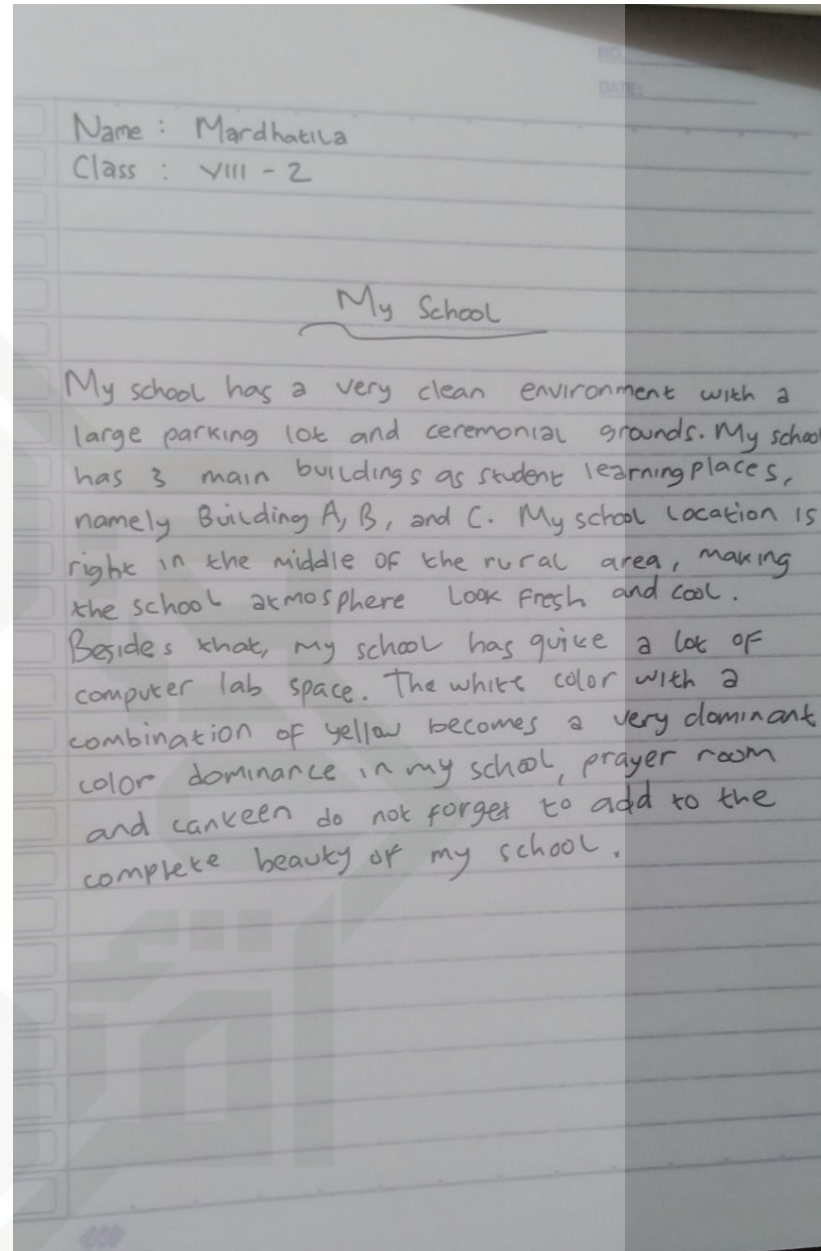 NO
DATE:
Name : Mardhatila
Class : VIII - 2
My School
My school has a very clean environment with a
large parking lot and ceremonial grounds. My school
has 3 main buildings as student learning places,
namely Building A, B, and C. My school location is
right in the middle of the rural area, making
the school atmosphere look fresh and cool.
Besides that, my school has quite a lot of
computer lab space. The white color with a
combination of yellow becomes a very dominant
color dominance in my school, prayer room
and canteen do not forget to add to the
complete beauty of my school.